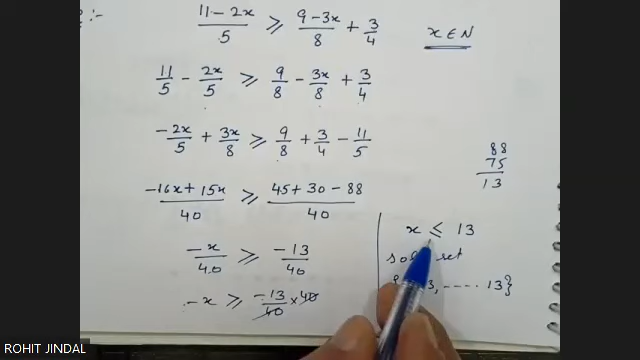 :-
(11 - 2x)/5 ≥ (9 - 3x)/8 + 3/4
x ∈ N
11/5 - 2x/5 ≥ 9/8 - 3x/8 + 3/4
-2x/5 + 3x/8 ≥ 9/8 + 3/4 - 11/5
88
75
13
(-16x + 15x)/40 ≥ (45 + 30 - 88)/40
-x/40 ≥ -13/40
-x ≥ -13/40 × 40
x ≤ 13
set
3, ..... 13}
ROHIT JINDAL